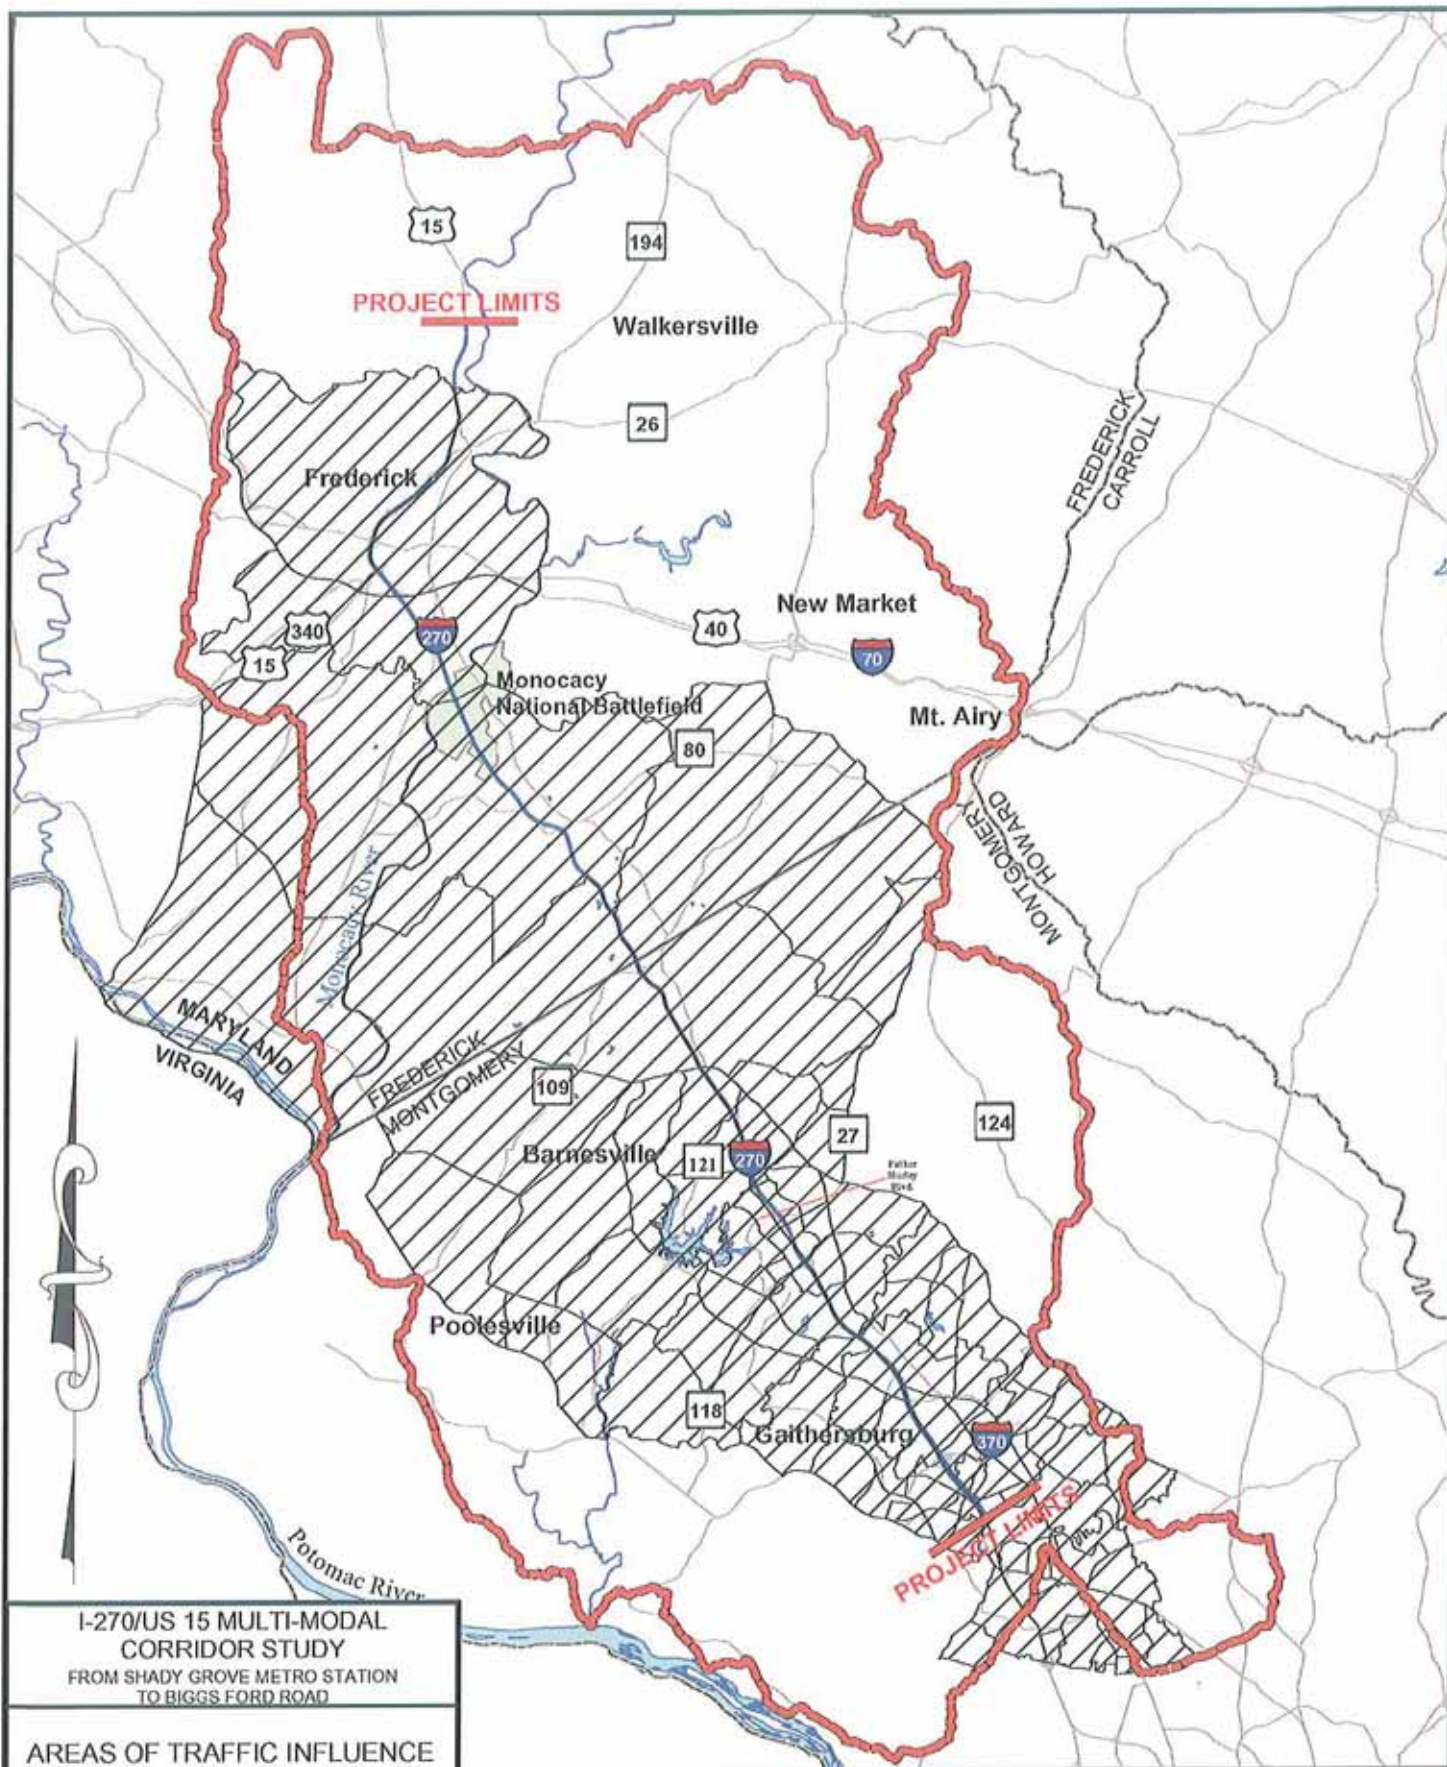 15
194
PROJECT LIMITS
Walkersville
26
Frederick
FREDERICK
CARROLL
New Market
340
270
40
70
15
Monocacy
National Battlefield
Mt. Airy
80
MONTGOMERY
HOWARD
Monocacy River
MARYLAND
VIRGINIA
FREDERICK
MONTGOMERY
109
124
27
Barnesville
121
270
Blvd.
Poolesville
118
Gaithersburg
370
PROJECT LIMITS
Potomac River
I-270/US 15 MULTI-MODAL
CORRIDOR STUDY
FROM SHADY GROVE METRO STATION
TO BIGGS FORD ROAD
AREAS OF TRAFFIC INFLUENCE